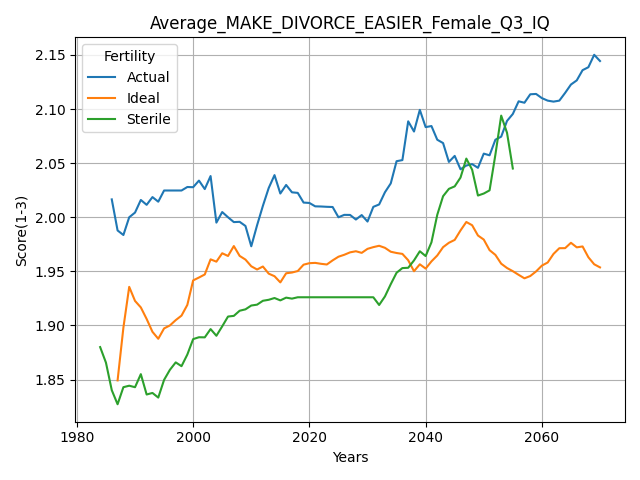 Average_MAKE_DIVORCE_EASIER_Female_Q3_IQ
Fertility
Actual
Ideal
Sterile
Score(1-3)
2.15
2.10
2.05
2.00
1.95
1.90
1.85
1980
2000
2020
2040
2060
Years